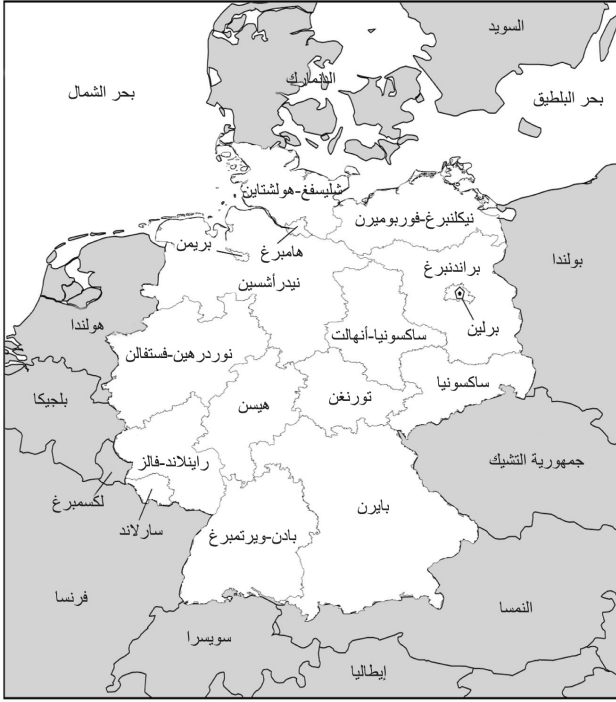 السويد
الدانمارك
بحر الشمال
بحر البلطيق
شليسفغ-هولشتاين
نيكلنبرغ-فوربوميرن
هامبرغ
بريمن
براندنبرغ
بولندا
نيدرأشسين
هولندا
برلين
ساكسونيا-أنهالت
نوردرهين-فستفالن
ساكسونيا
تورنغن
هيسن
بلجيكا
جمهورية التشيك
راينلاند-فالز
لكسمبرغ
بايرن
سارلاند
بادن-ويرتمبرغ
فرنسا
النمسا
سويسرا
إيطاليا